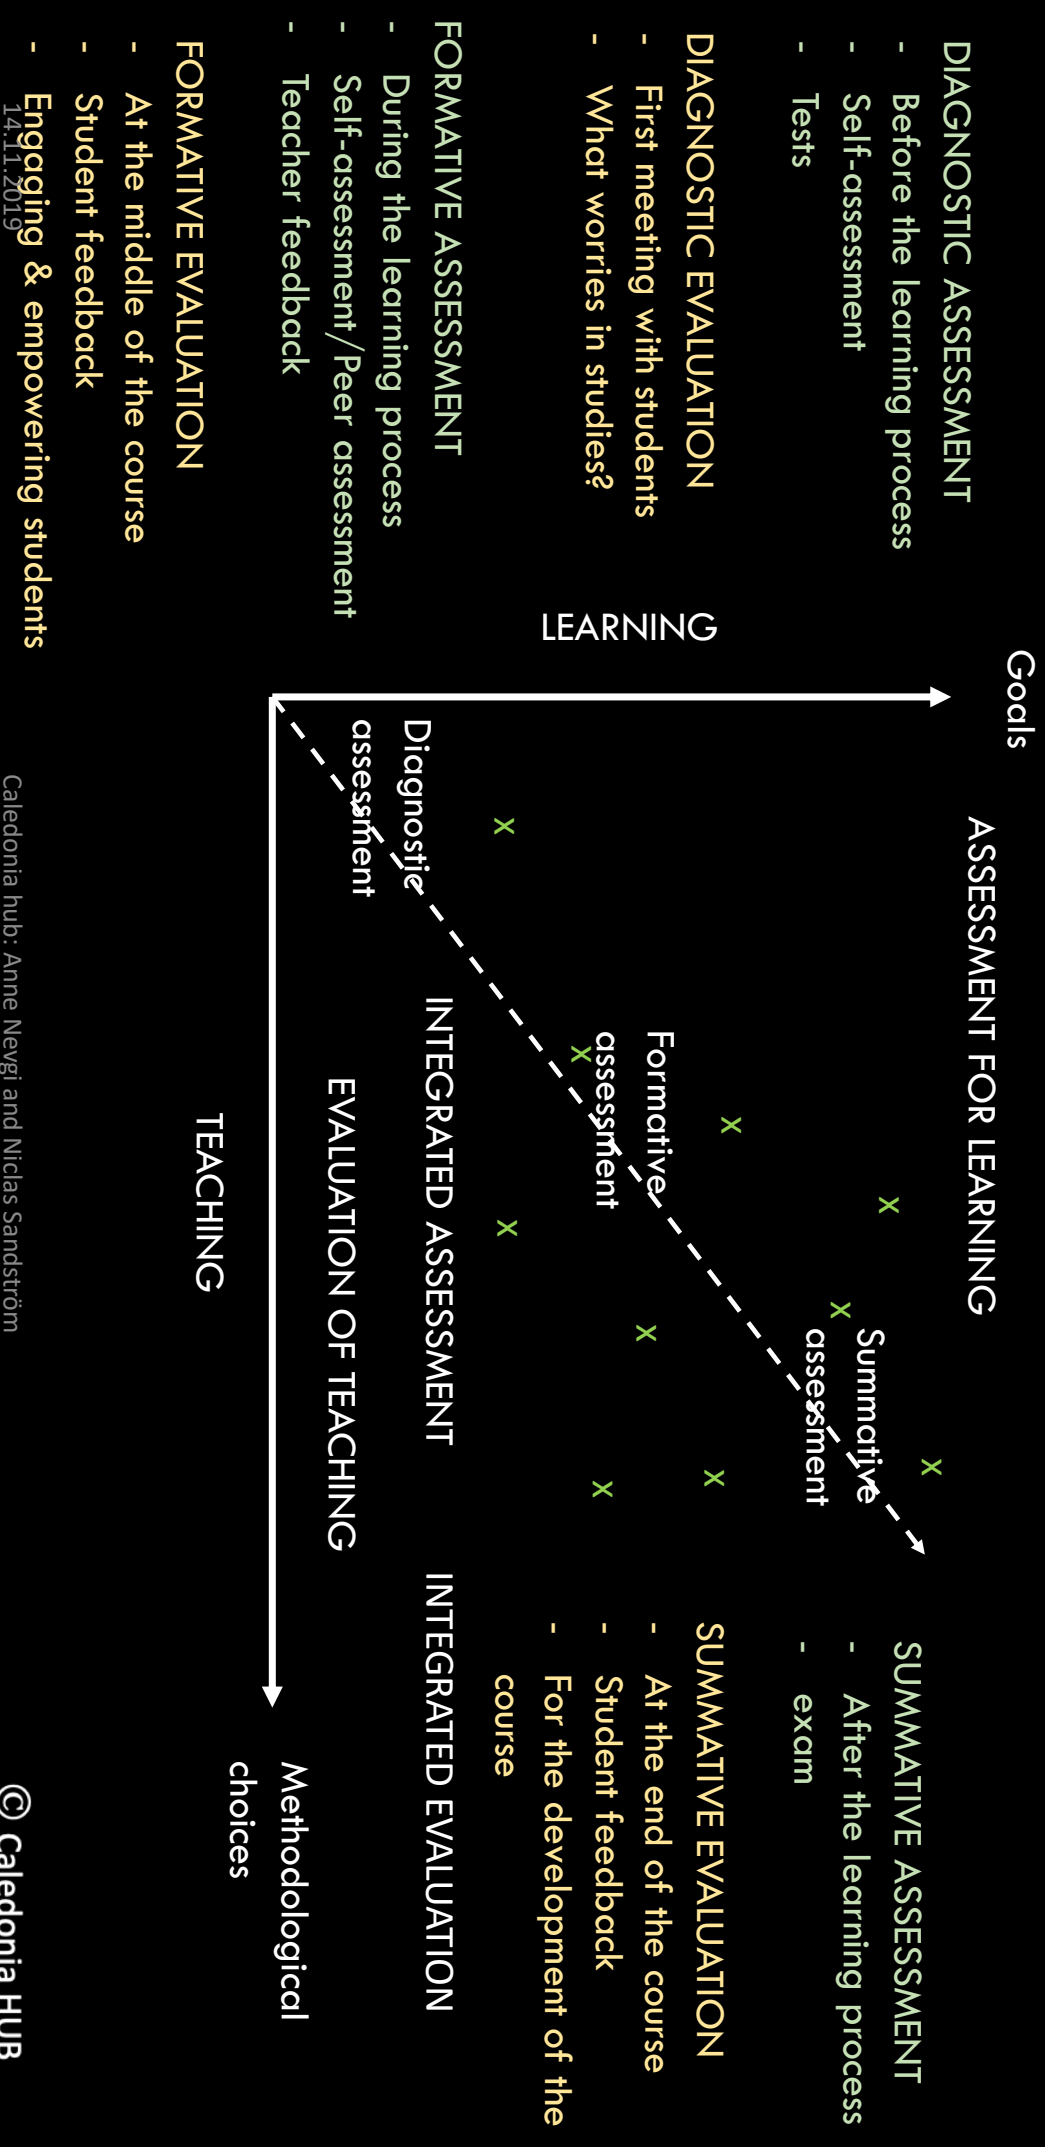 Goals
DIAGNOSTIC ASSESSMENT
- Before the learning process
- Self-assessment
- Tests
DIAGNOSTIC EVALUATION
- First meeting with students
- What worries in studies?
FORMATIVE ASSESSMENT
- During the learning process
- Self-assessment/Peer assessment
- Teacher feedback
FORMATIVE EVALUATION
- At the middle of the course
- Student feedback
- Engaging & empowering students
14.11.2019
LEARNING
ASSESSMENT FOR LEARNING
x
x
x
x
x
x
x
x
x
x
Summative
assessment
Formative
assessment
Diagnostic
assessment
INTEGRATED ASSESSMENT
EVALUATION OF TEACHING
TEACHING
SUMMATIVE ASSESSMENT
- After the learning process
- exam
SUMMATIVE EVALUATION
- At the end of the course
- Student feedback
- For the development of the
course
INTEGRATED EVALUATION
Methodological
choices
Caledonia hub: Anne Nevgi and Niclas Sandström
© Caledonia HUB